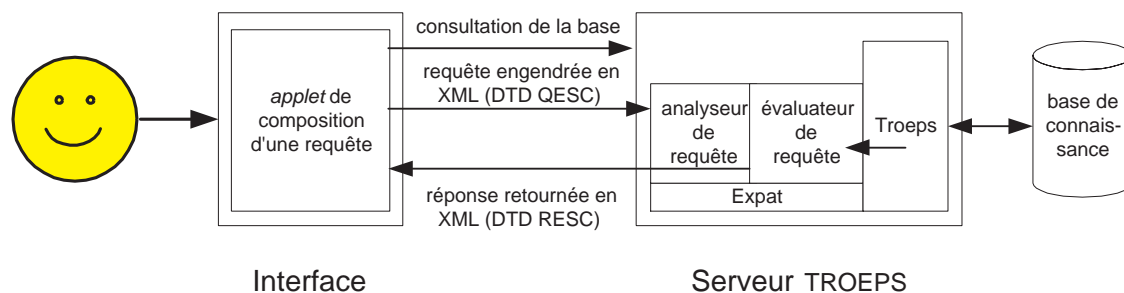 consultation de la base
requête engendrée en
XML (DTD QESC)
applet de
composition
d'une requête
analyseur
de
requête
évaluateur
de
requête
Troeps
Expat
base de
connais-
sance
réponse retournée en
XML (DTD RESC)
Interface
Serveur TROEPS